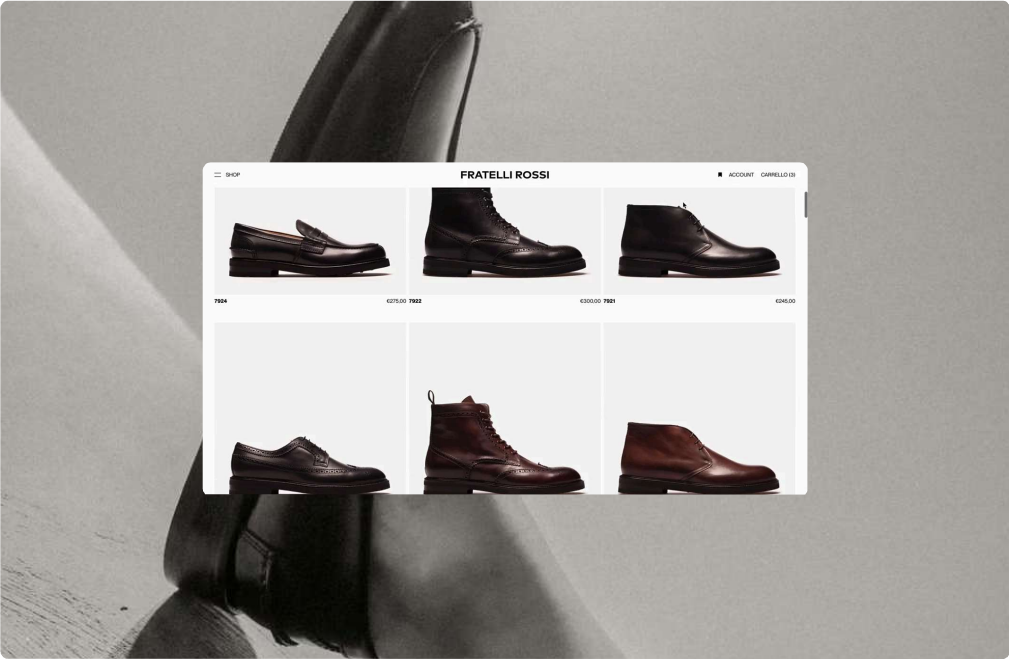 SHOP
FRATELLI ROSSI
ACCOUNT CARRELLO (3)
7924 €275,00
7922 €300,00
7921 €245,00